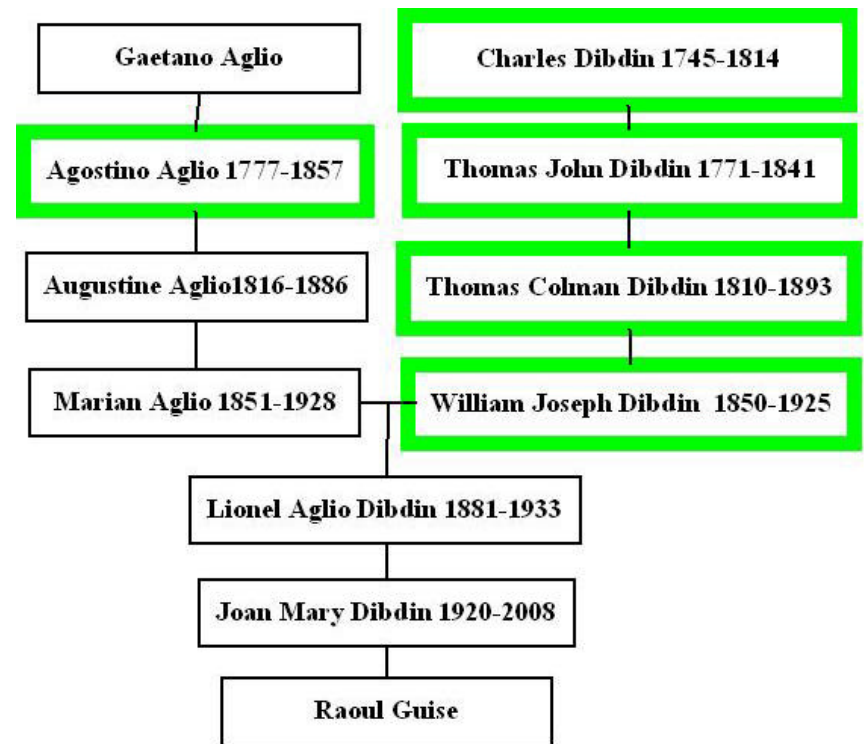 Gaetano Aglio
Charles Dibdin 1745-1814
Agostino Aglio 1777-1857
Thomas John Dibdin 1771-1841
Augustine Aglio1816-1886
Thomas Colman Dibdin 1810-1893
Marian Aglio 1851-1928
William Joseph Dibdin 1850-1925
Lionel Aglio Dibdin 1881-1933
Joan Mary Dibdin 1920-2008
Raoul Guise